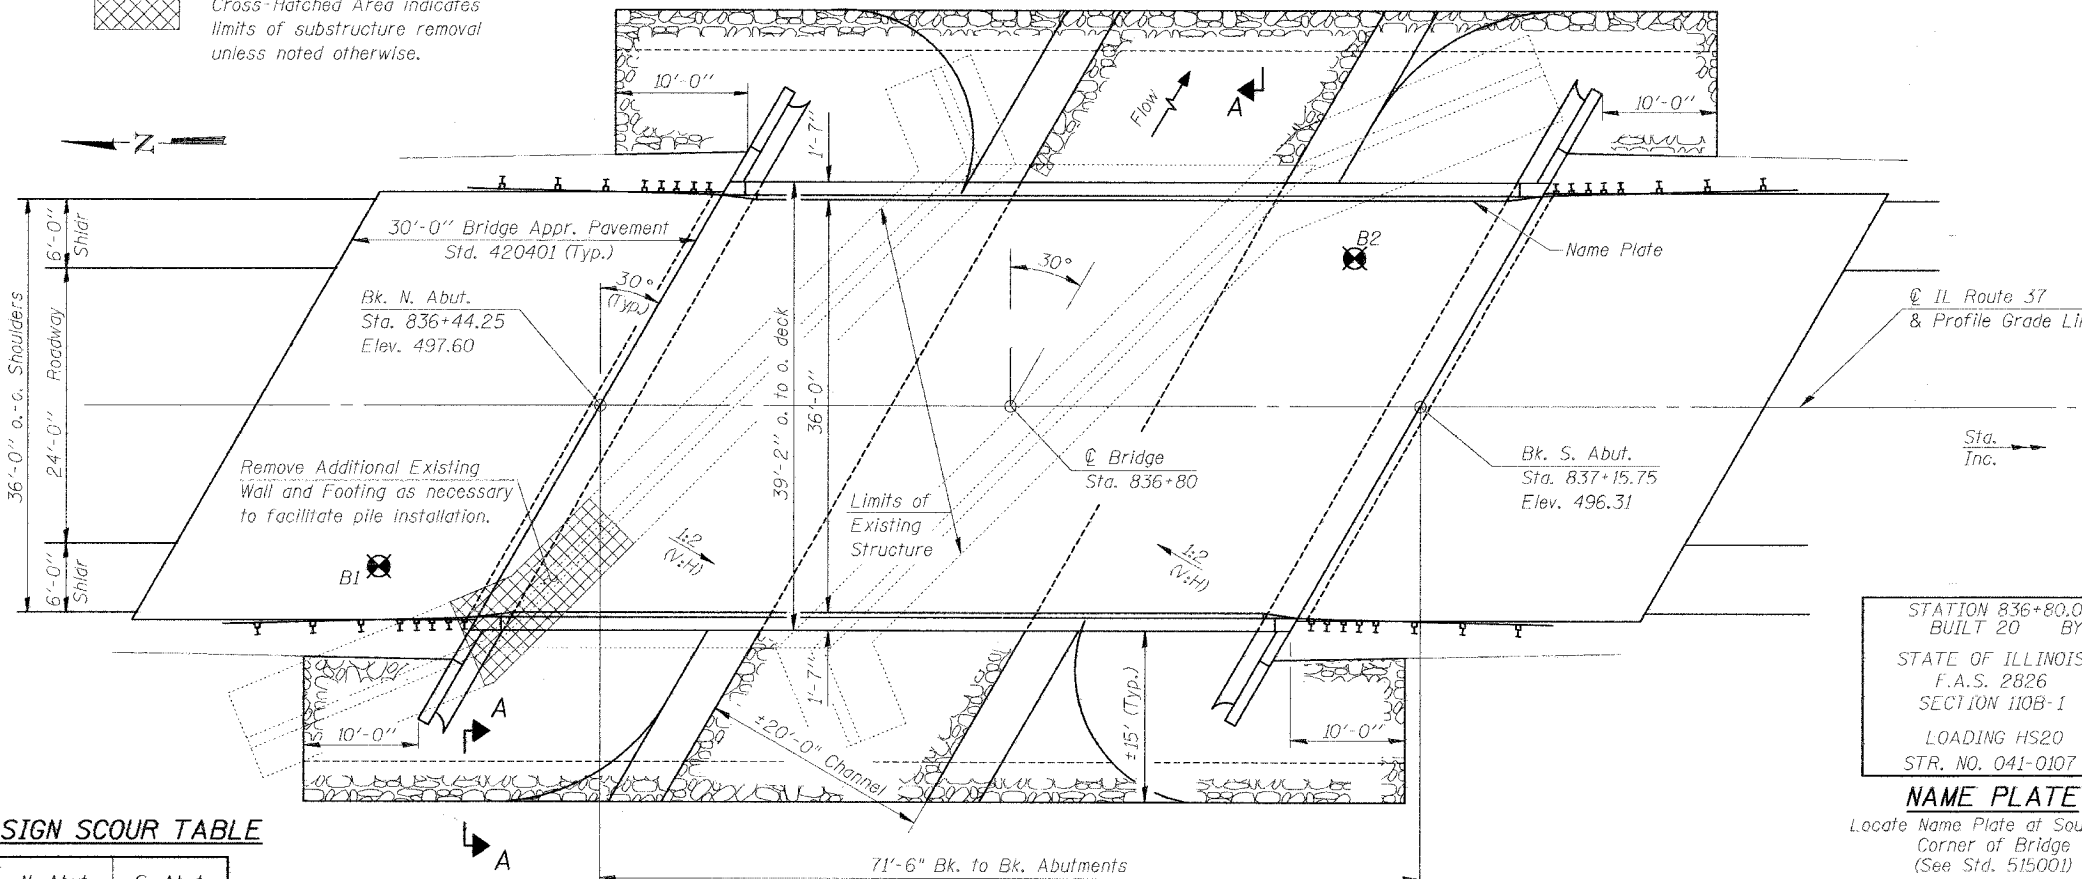 Cross-Hatched Area indicates
limits of substructure removal
unless noted otherwise.
10'-0"
Flow
A
10'-0"
N
1'-7"
6'-0"
Shldr
30'-0" Bridge Appr. Pavement
Std. 420401 (Typ.)
B2
Name Plate
30°
(Typ.)
30°
Bk. N. Abut.
Sta. 836+44.25
Elev. 497.60
℄ IL Route 37
& Profile Grade
36'-0" o.-o. Shoulders
24'-0" Roadway
39'-2" o. to o. deck
36'-0"
Sta.
Inc.
Remove Additional Existing
Wall and Footing as necessary
to facilitate pile installation.
℄ Bridge
Sta. 836+80
Bk. S. Abut.
Sta. 837+15.75
Elev. 496.31
Limits of
Existing
Structure
1:2
(V:H)
1:2
(V:H)
B1
6'-0"
Shldr
STATION 836+80.0
BUILT 20 BY
STATE OF ILLINOIS
F.A.S. 2826
SECTION 110B-1
LOADING HS20
STR. NO. 041-0107
1'-7"
A
10'-0"
±20'-0" Channel
±15' (Typ.)
10'-0"
NAME PLATE
Locate Name Plate at
Corner of Bridge
(See Std. 515001)
SIGN SCOUR TABLE
A
71'-6" Bk. to Bk. Abutments
N. Abut. S. Abut.